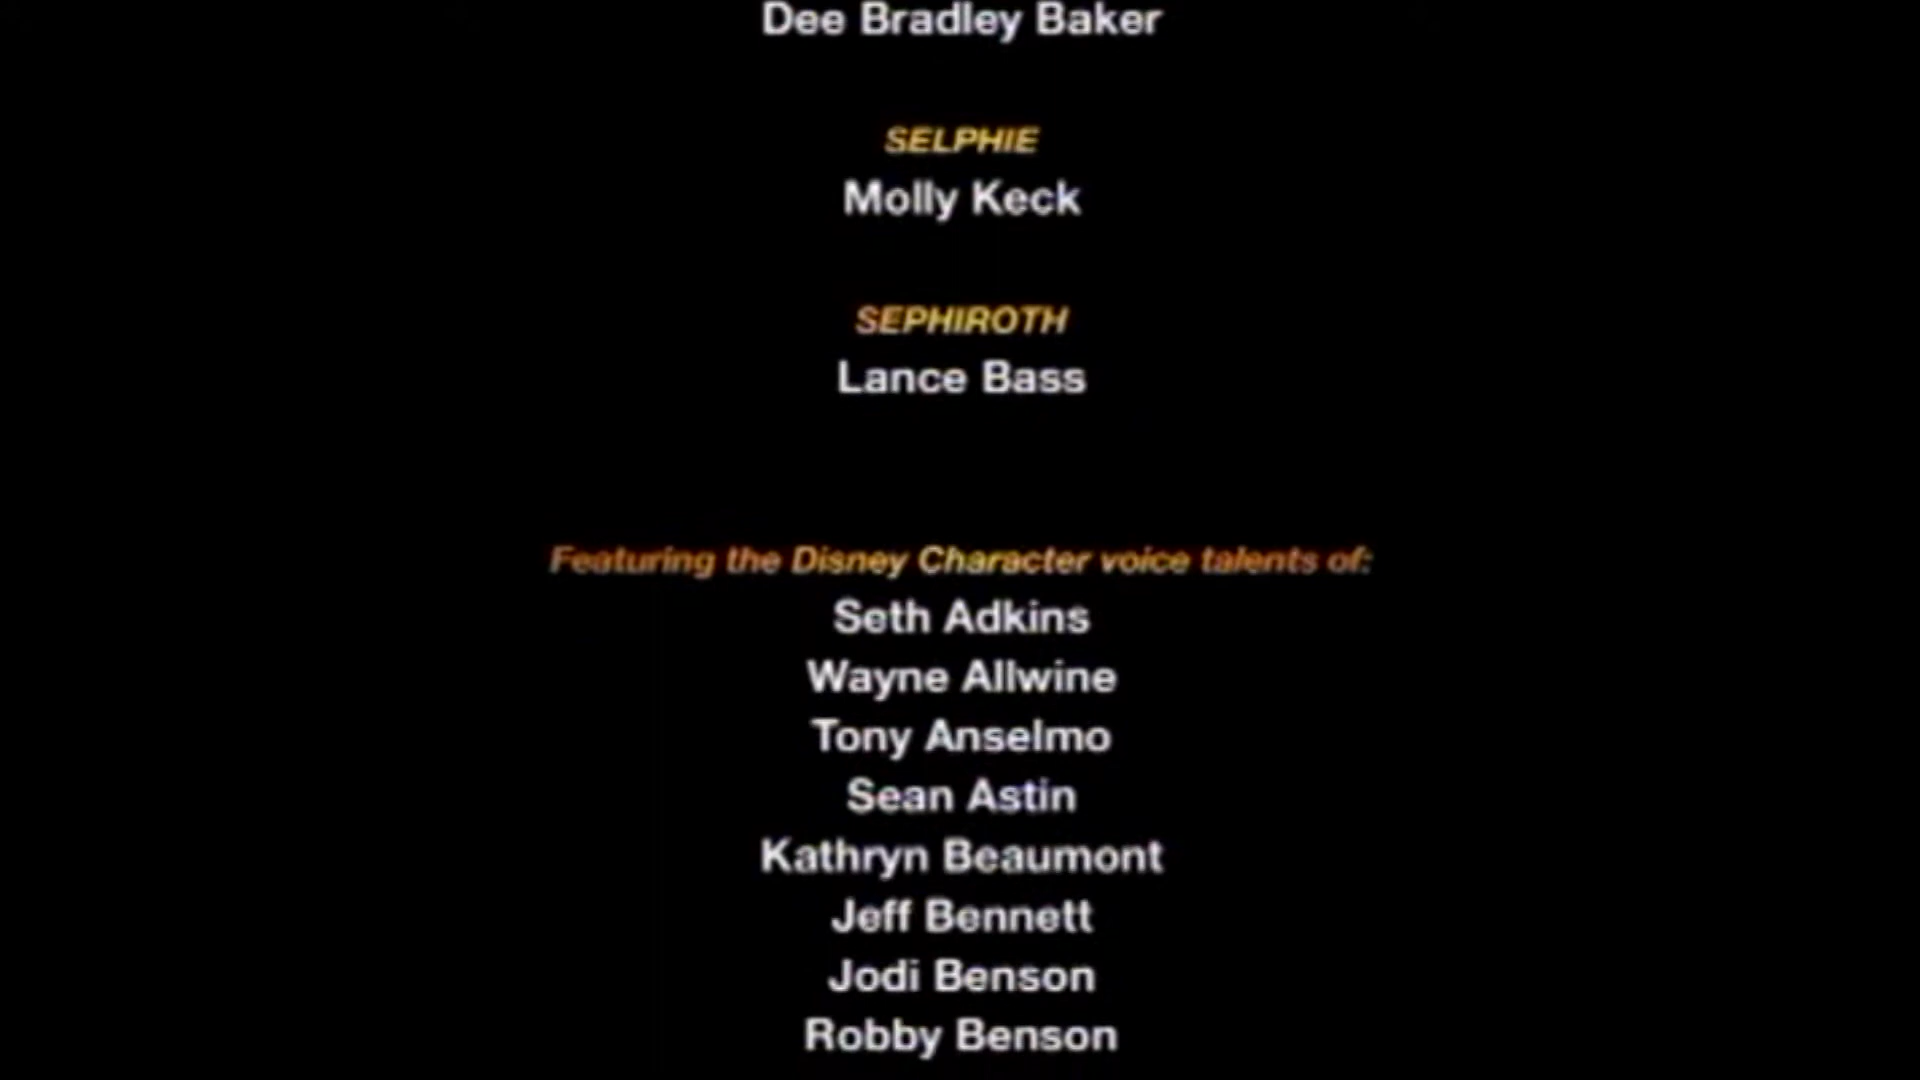 Dee Bradley Baker
SELPHIE
Molly Keck
SEPHIROTH
Lance Bass
Featuring the Disney Character voice talents of:
Seth Adkins
Wayne Allwine
Tony Anselmo
Sean Astin
Kathryn Beaumont
Jeff Bennett
Jodi Benson
Robby Benson